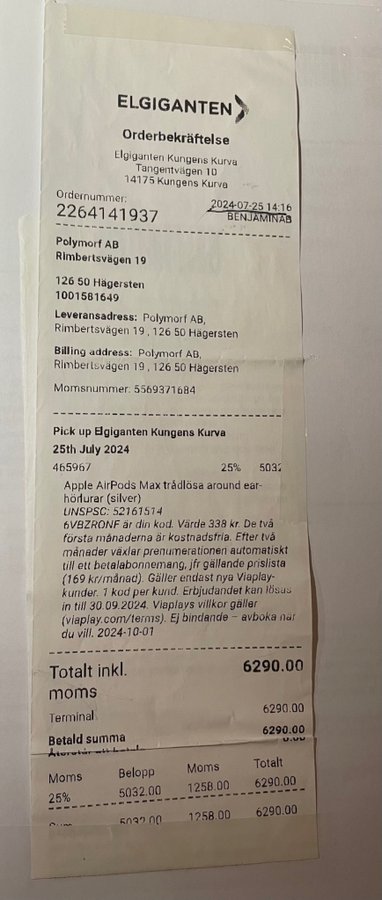 ELGIGANTEN
Orderbekräftelse
Elgiganten Kungens Kurva
Tangentvägen 10
14175 Kungens Kurva
Ordernummer:
2264141937
2024-07-25 14:16
BENJAMINAB
Polymorf AB
Rimbertsvägen 19
126 50 Hägersten
1001581649
Leveransadress: Polymorf AB,
Rimbertsvägen 19 , 126 50 Hägersten
Billing address: Polymorf AB,
Rimbertsvägen 19 , 126 50 Hägersten
Momsnummer: 5569371684
Pick up Elgiganten Kungens Kurva
25th July 2024
465967 25% 5032
Apple AirPods Max trådlösa around ear-
hörlurar (silver)
UNSPSC: 52161514
6VBZRONF är din kod. Värde 338 kr. De två
första månaderna är kostnadsfria. Efter två
månader växlar prenumerationen automatiskt
till ett betalabonnemang, jfr gällande prislista
(169 kr/månad). Gäller endast nya Viaplay-
kunder. 1 kod per kund. Erbjudandet kan lösas
in till 30.09.2024. Viaplays villkor gäller
(viaplay.com/terms). Ej bindande – avboka när
du vill. 2024-10-01
Totalt inkl. 6290.00
moms
Terminal 6290.00
Betald summa 6290.00
0.00
Moms Belopp Moms Totalt
25% 5032.00 1258.00 6290.00
5032.00 1258.00 6290.00